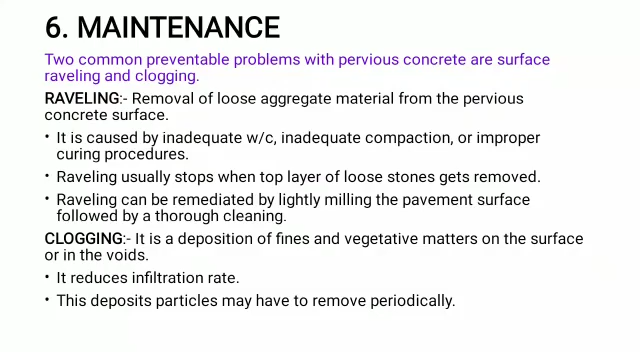 6. MAINTENANCE
Two common preventable problems with pervious concrete are surface
raveling and clogging.
RAVELING:- Removal of loose aggregate material from the pervious
concrete surface.
• It is caused by inadequate w/c, inadequate compaction, or improper
curing procedures.
• Raveling usually stops when top layer of loose stones gets removed.
• Raveling can be remediated by lightly milling the pavement surface
followed by a thorough cleaning.
CLOGGING:- It is a deposition of fines and vegetative matters on the surface
or in the voids.
• It reduces infiltration rate.
• This deposits particles may have to remove periodically.